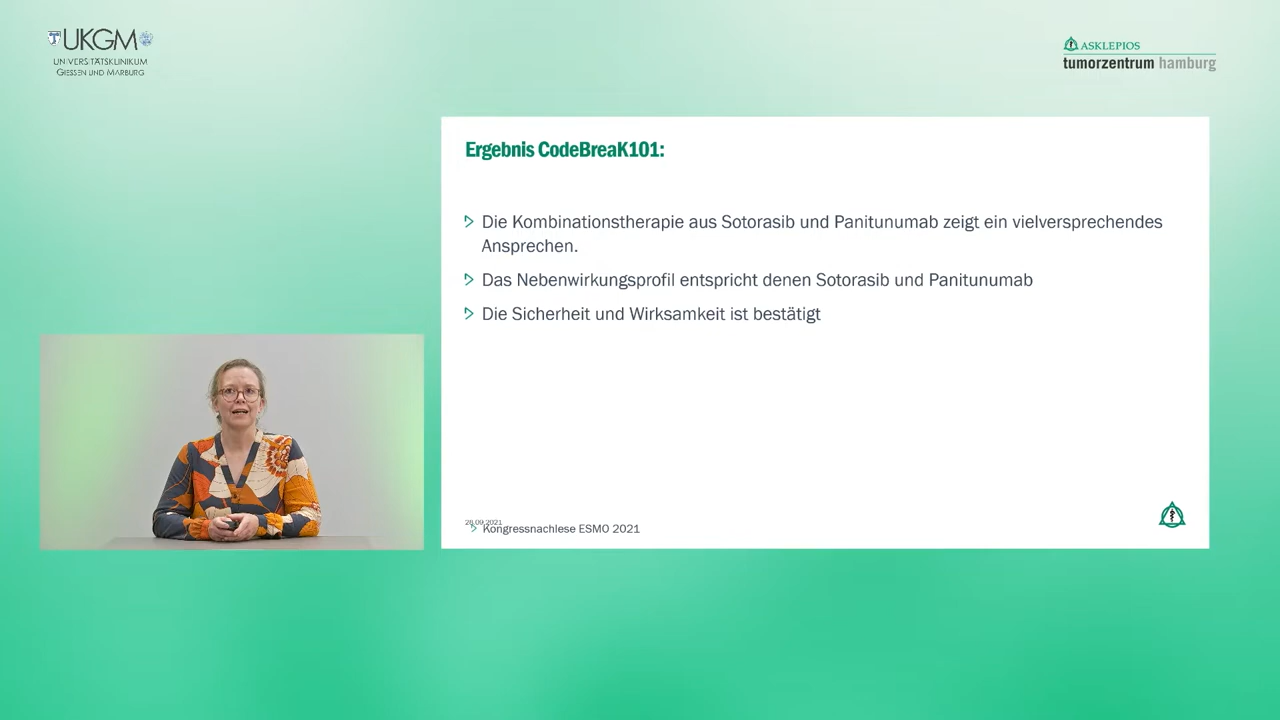 UKGM
UNIVERSITÄTSKLINIKUM
GIESSEN UND MARBURG
ASKLEPIOS
tumorzentrum hamburg
Ergebnis CodeBreaK101:
Die Kombinationstherapie aus Sotorasib und Panitunumab zeigt ein vielversprechendes
Ansprechen.
Das Nebenwirkungsprofil entspricht denen Sotorasib und Panitunumab
Die Sicherheit und Wirksamkeit ist bestätigt
28.09.2021
Kongressnachlese ESMO 2021